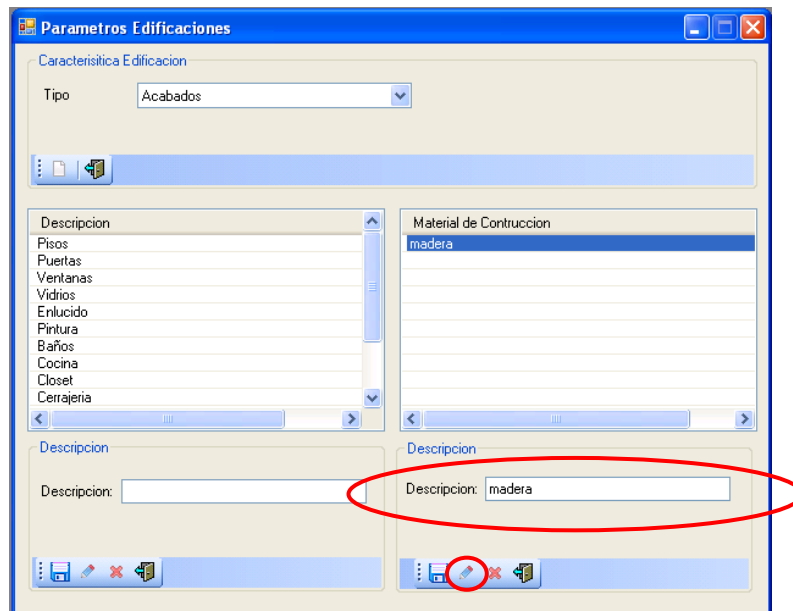 Parametros Edificaciones
Caracterisitica Edificacion
Tipo Acabados
Descripcion
Pisos
Puertas
Ventanas
Vidrios
Enlucido
Pintura
Baños
Cocina
Closet
Cerrajeria
Material de Contruccion
madera
Descripcion
Descripcion:
Descripcion
Descripcion: madera